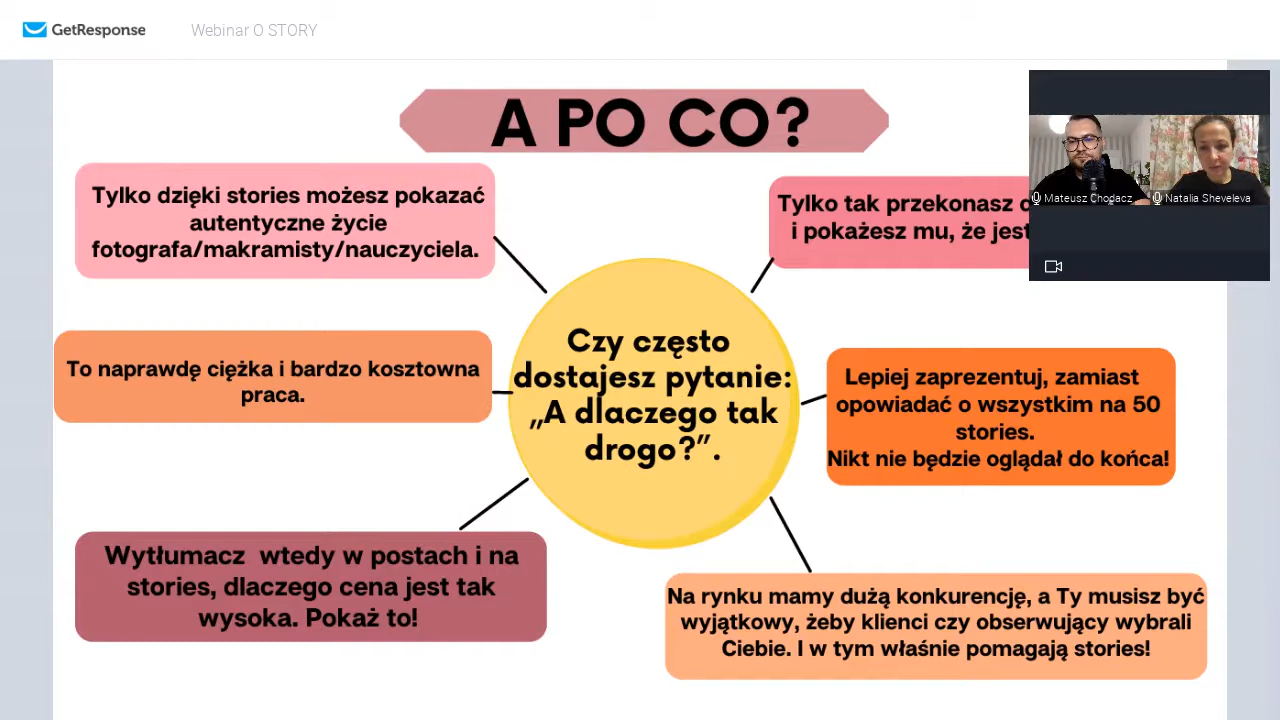 GetResponse
Webinar O STORY
A PO CO?
Tylko dzięki stories możesz pokazać
autentyczne życie
fotografa/makramisty/nauczyciela.
Tylko tak przekonasz
i pokażesz mu, że jest
Mateusz Chodacz
Natalia Sheveleva
Czy często
dostajesz pytanie:
„A dlaczego tak
drogo?”.
To naprawdę ciężka i bardzo kosztowna
praca.
Lepiej zaprezentuj, zamiast
opowiadać o wszystkim na 50
stories.
Nikt nie będzie oglądał do końca!
Wytłumacz wtedy w postach i na
stories, dlaczego cena jest tak
wysoka. Pokaż to!
Na rynku mamy dużą konkurencję, a Ty musisz być
wyjątkowy, żeby klienci czy obserwujący wybrali
Ciebie. I w tym właśnie pomagają stories!